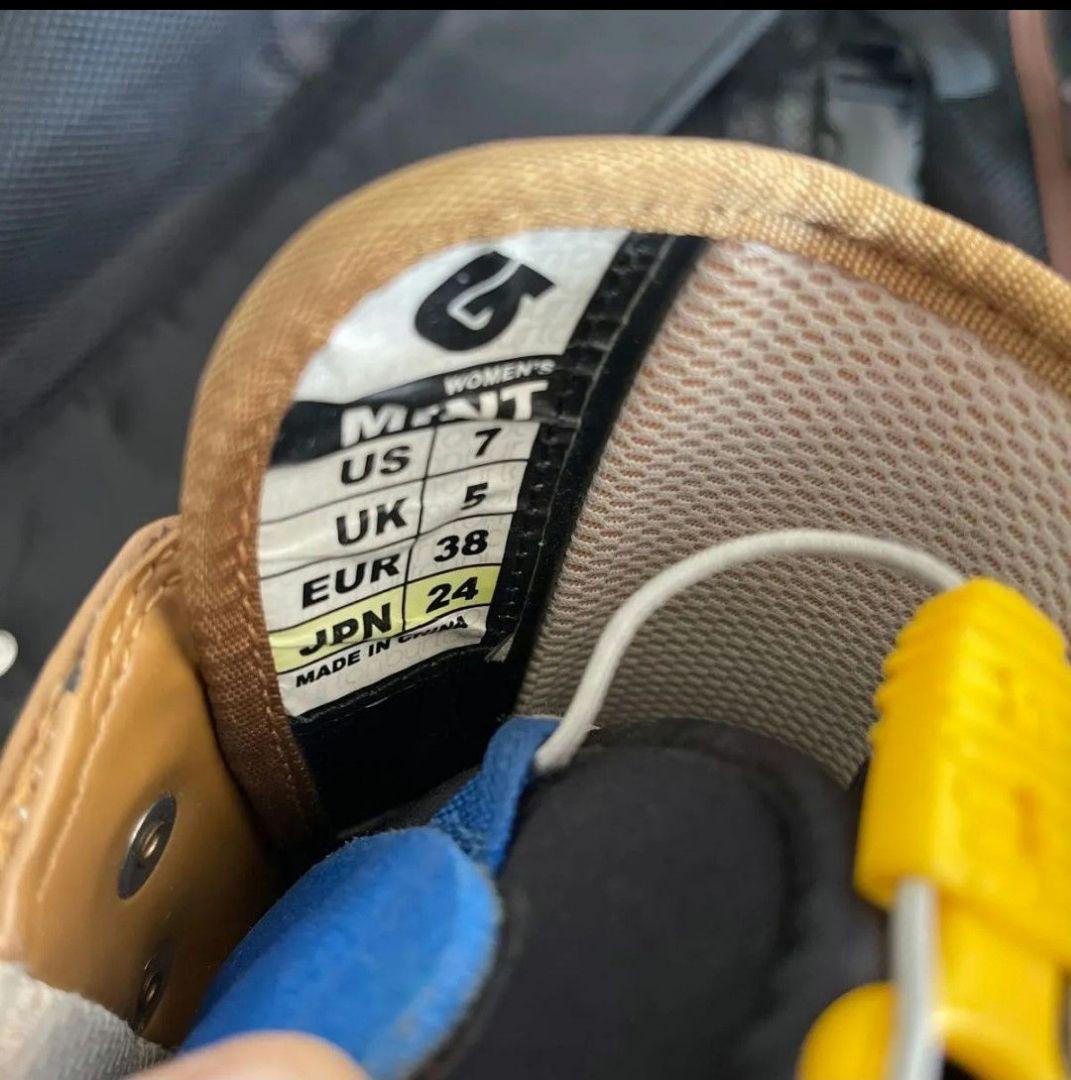 WOMEN'S
MINT
US 7
UK 5
EUR 38
JPN 24
MADE IN CHINA